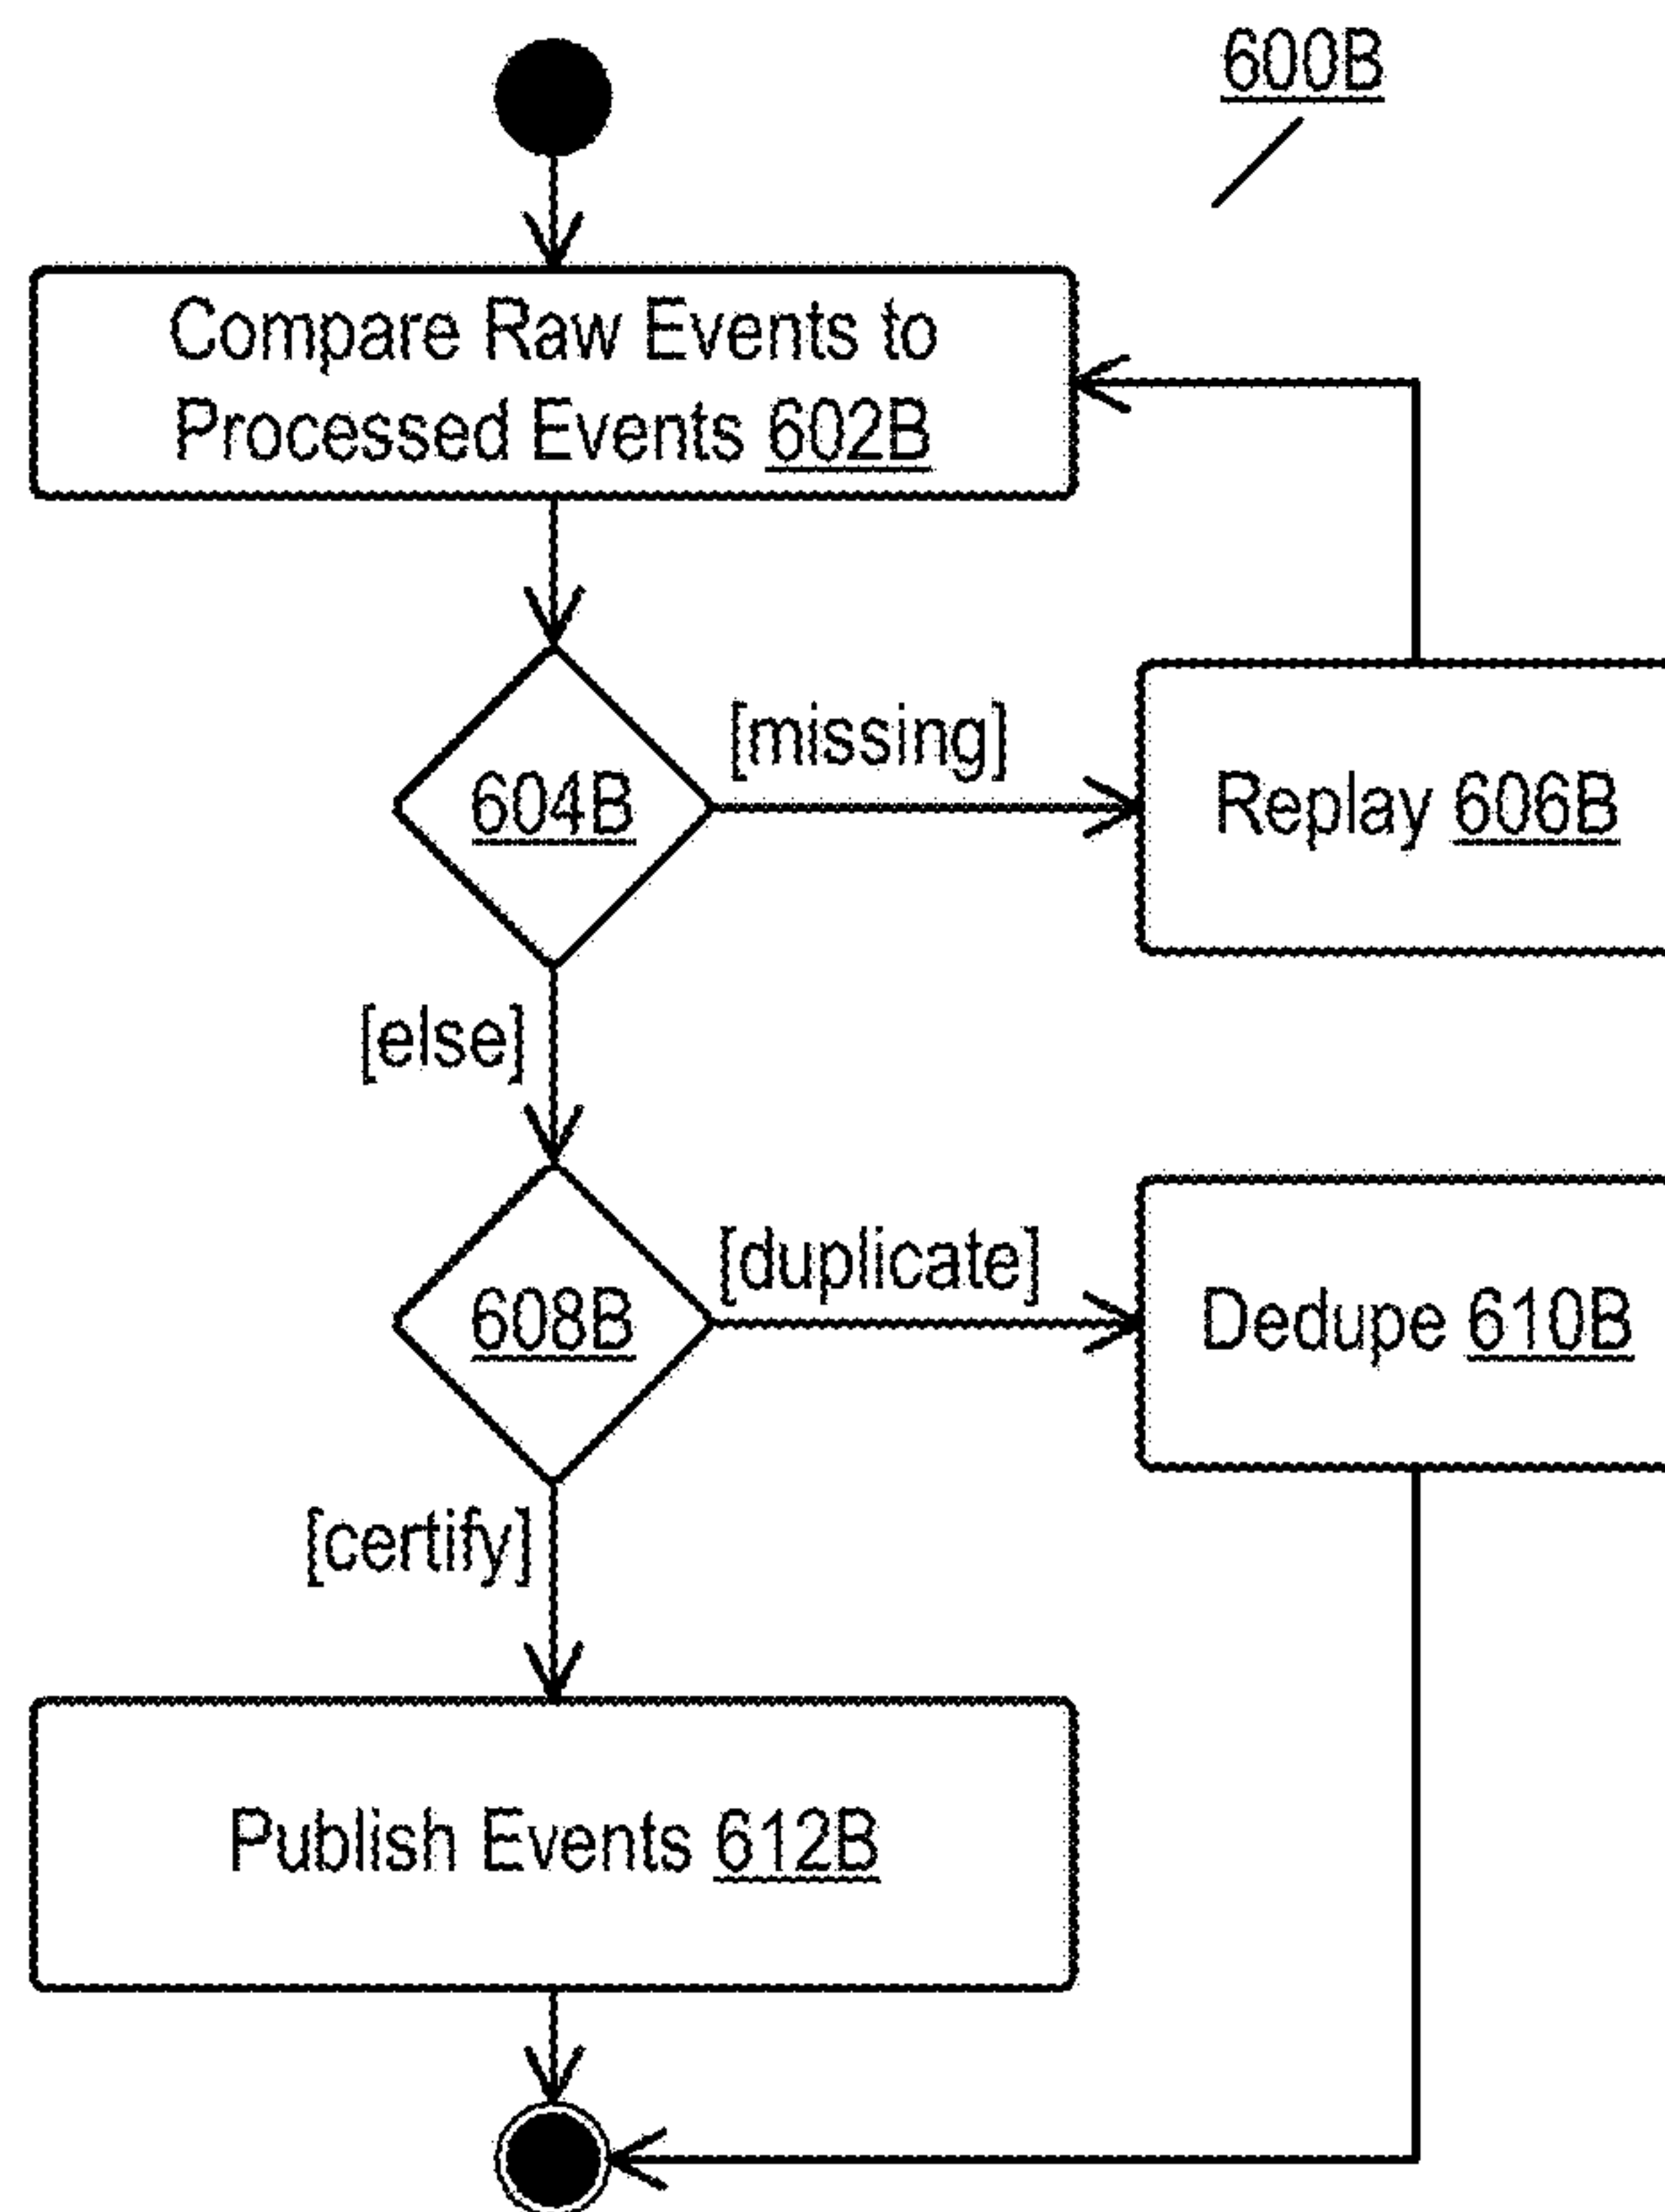 600B
Compare Raw Events to
Processed Events 602B
[missing]
604B
Replay 606B
[else]
[duplicate]
608B
Dedupe 610B
[certify]
Publish Events 612B